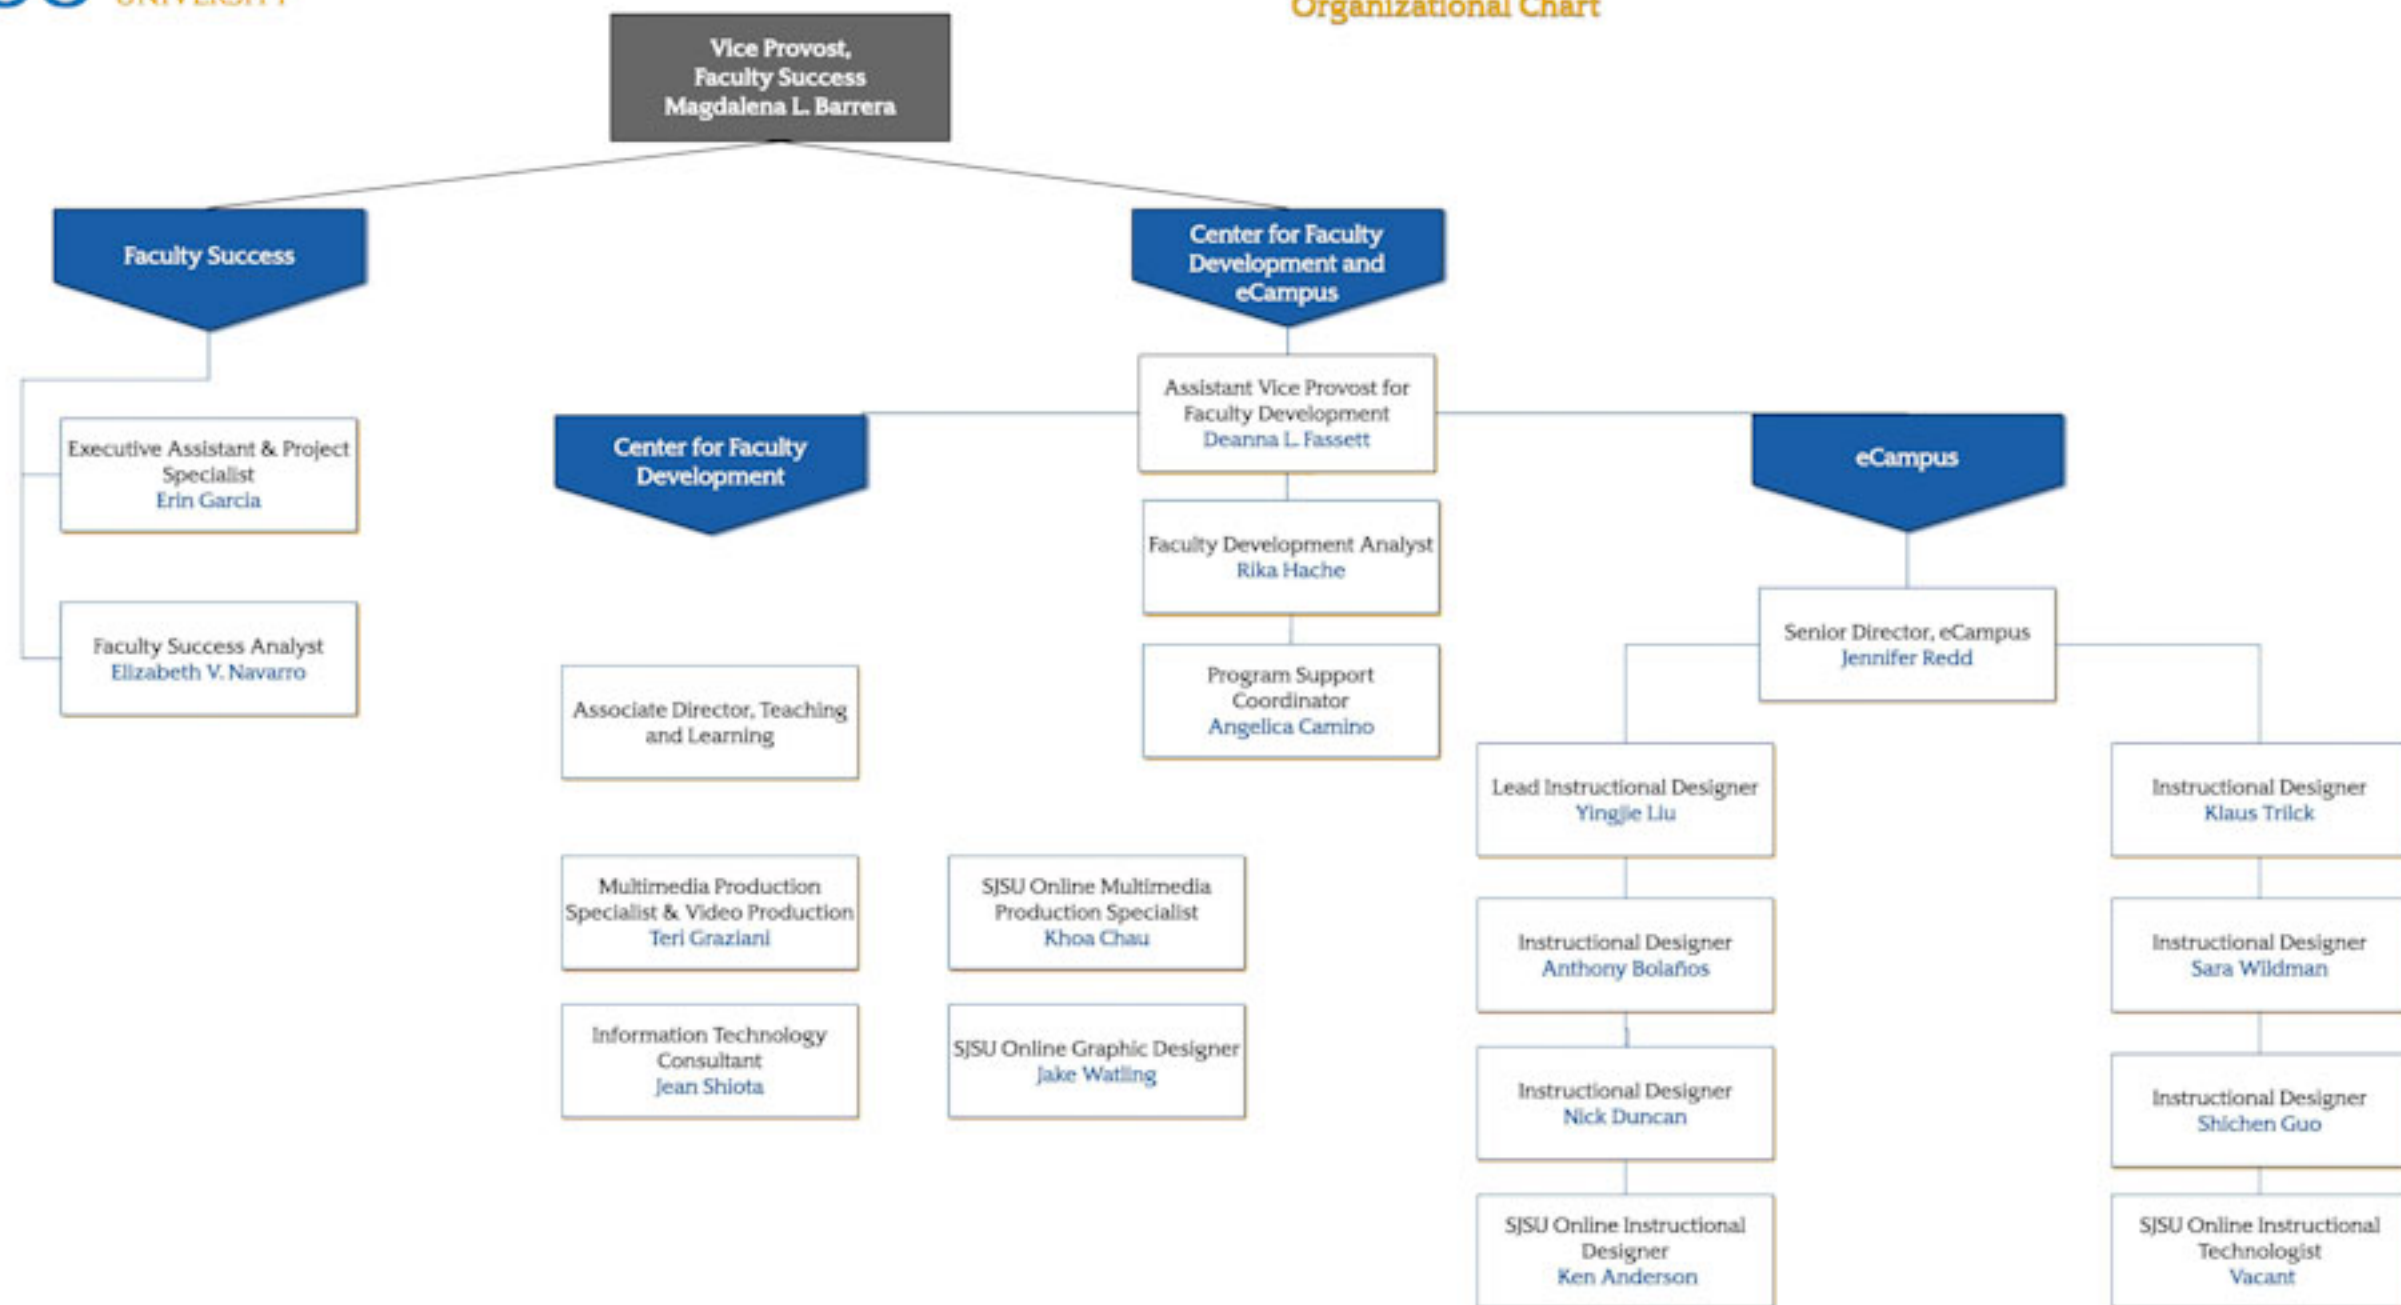 UNIVERSITY
Organizational Chart
Vice Provost,
Faculty Success
Magdalena L. Barrera
Faculty Success
Center for Faculty
Development and
eCampus
Executive Assistant & Project
Specialist
Erin Garcia
Faculty Success Analyst
Elizabeth V. Navarro
Center for Faculty
Development
Associate Director, Teaching
and Learning
Multimedia Production
Specialist & Video Production
Teri Graziani
SJSU Online Multimedia
Production Specialist
Khoa Chau
Information Technology
Consultant
Jean Shiota
SJSU Online Graphic Designer
Jake Watling
Assistant Vice Provost for
Faculty Development
Deanna L. Fassett
Faculty Development Analyst
Rika Hache
Program Support
Coordinator
Angelica Camino
eCampus
Senior Director, eCampus
Jennifer Redd
Lead Instructional Designer
Yingjie Liu
Instructional Designer
Anthony Bolaños
Instructional Designer
Nick Duncan
SJSU Online Instructional
Designer
Ken Anderson
Instructional Designer
Klaus Trilck
Instructional Designer
Sara Wildman
Instructional Designer
Shichen Guo
SJSU Online Instructional
Technologist
Vacant